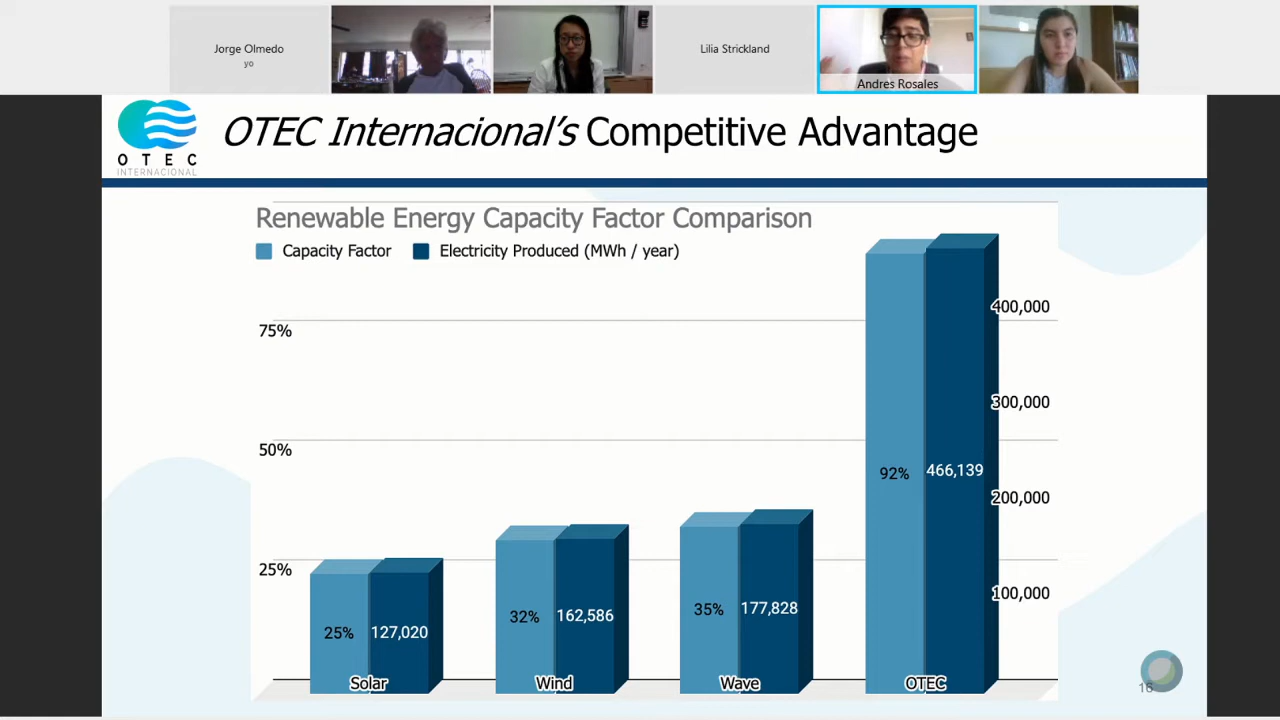 Jorge Olmedo
yo
Lilia Strickland
Andres Rosales
OTEC
INTERNACIONAL
OTEC Internacional's Competitive Advantage
Renewable Energy Capacity Factor Comparison
Capacity Factor
Electricity Produced (MWh / year)
75%
50%
25%
400,000
300,000
200,000
100,000
25%
127,020
32%
162,586
35%
177,828
92%
466,139
Solar
Wind
Wave
OTEC
16